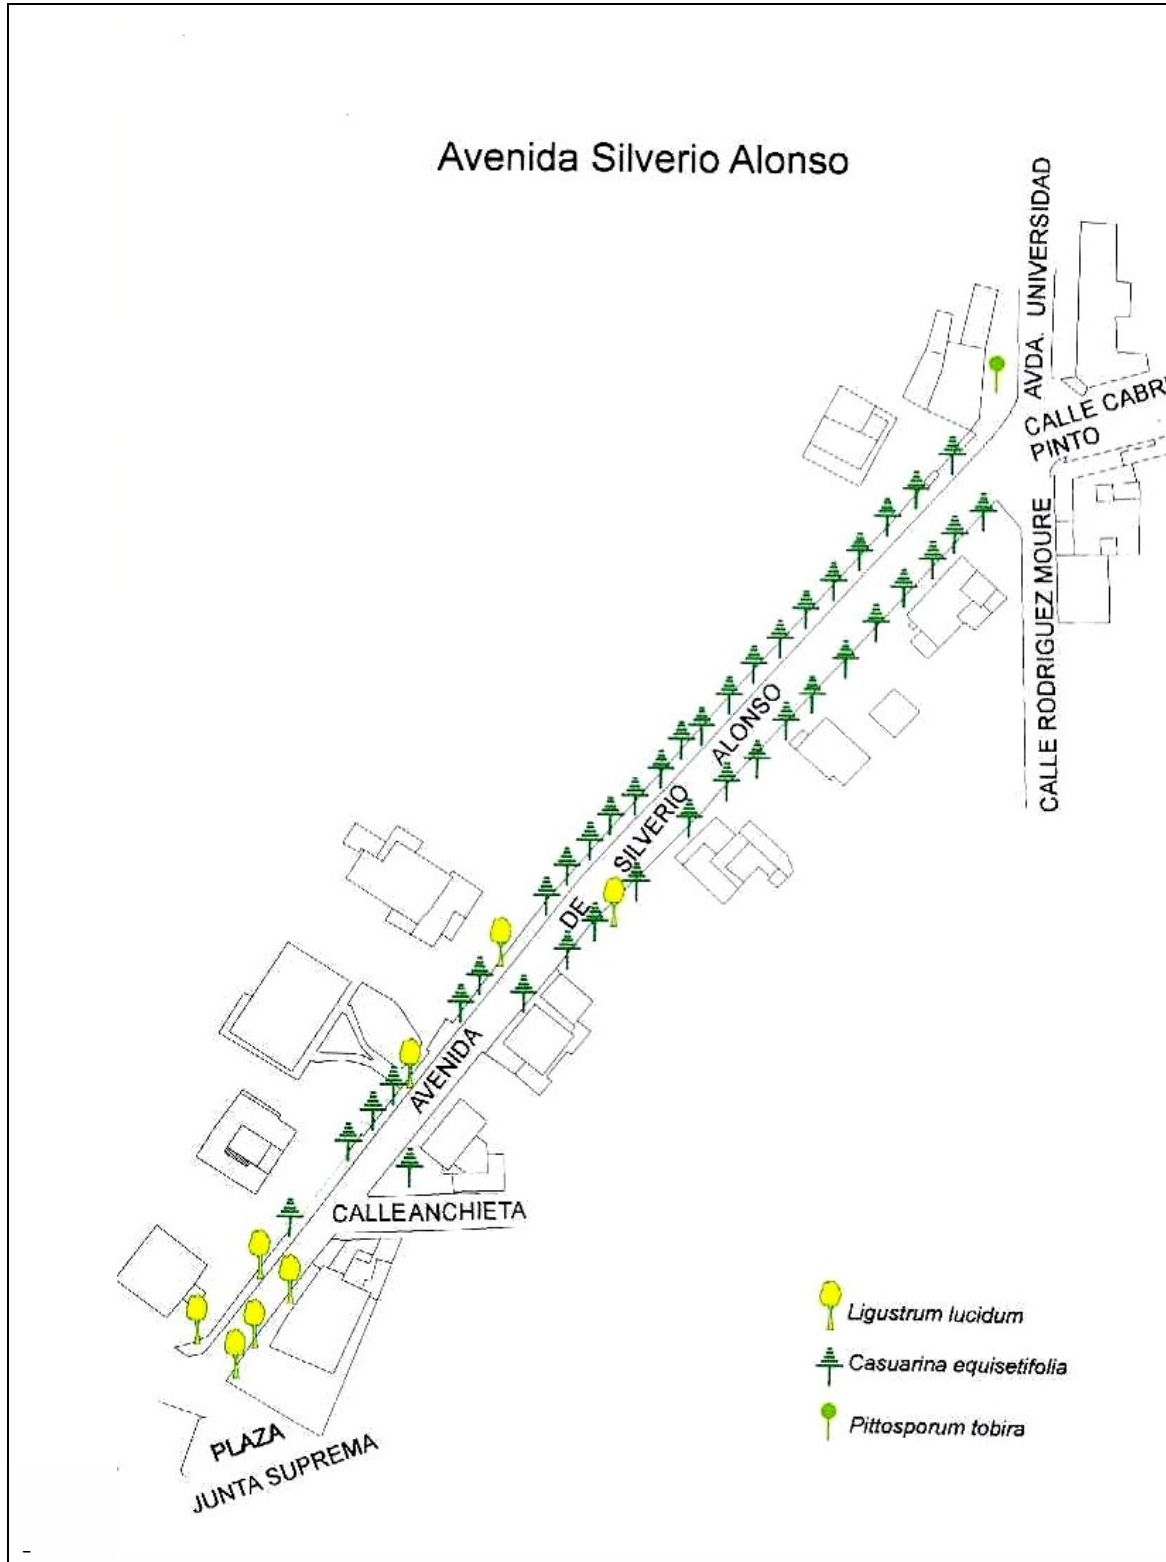 Avenida Silverio Alonso
AVDA. UNIVERSIDAD
CALLE CABR
PINTO
CALLE RODRIGUEZ MOURE
AVENIDA DE SILVERIO ALONSO
CALLEANCHIETA
Ligustrum lucidum
Casuarina equisetifolia
Pittosporum tobira
PLAZA
JUNTA SUPREMA